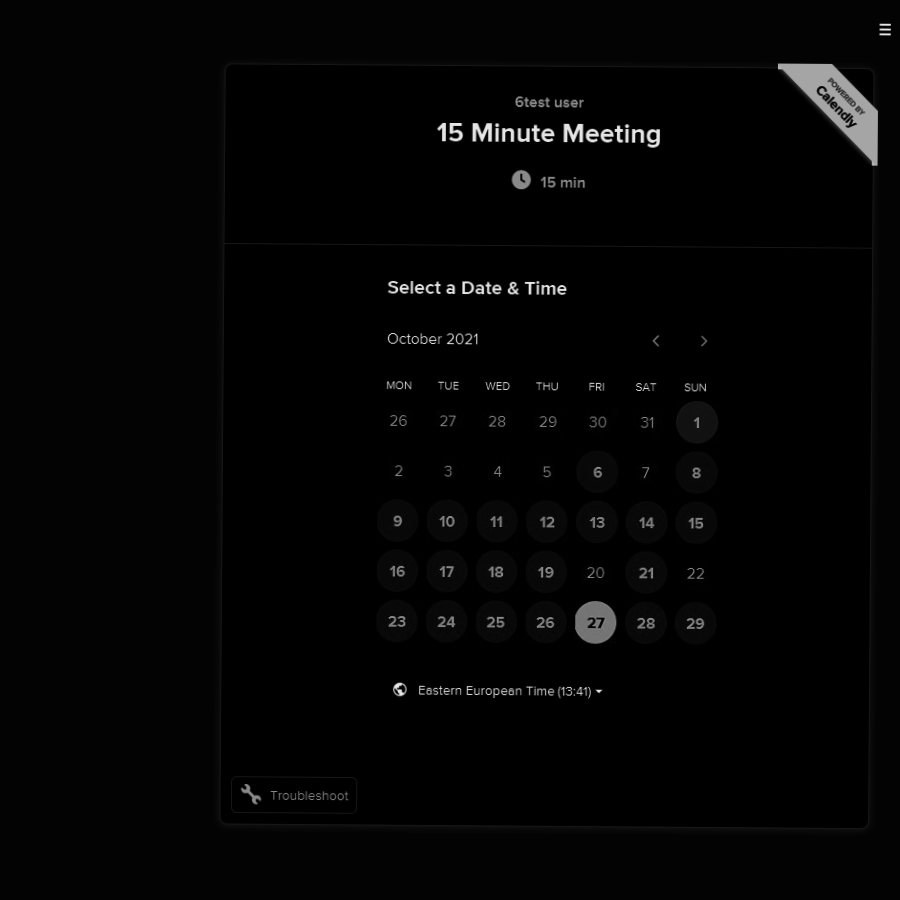 POWERED BY
Calendly
6test user
15 Minute Meeting
15 min
Select a Date & Time
October 2021
MON TUE WED THU FRI SAT SUN
26 27 28 29 30 31 1
2 3 4 5 6 7 8
9 10 11 12 13 14 15
16 17 18 19 20 21 22
23 24 25 26 27 28 29
Eastern European Time (13:41)
Troubleshoot